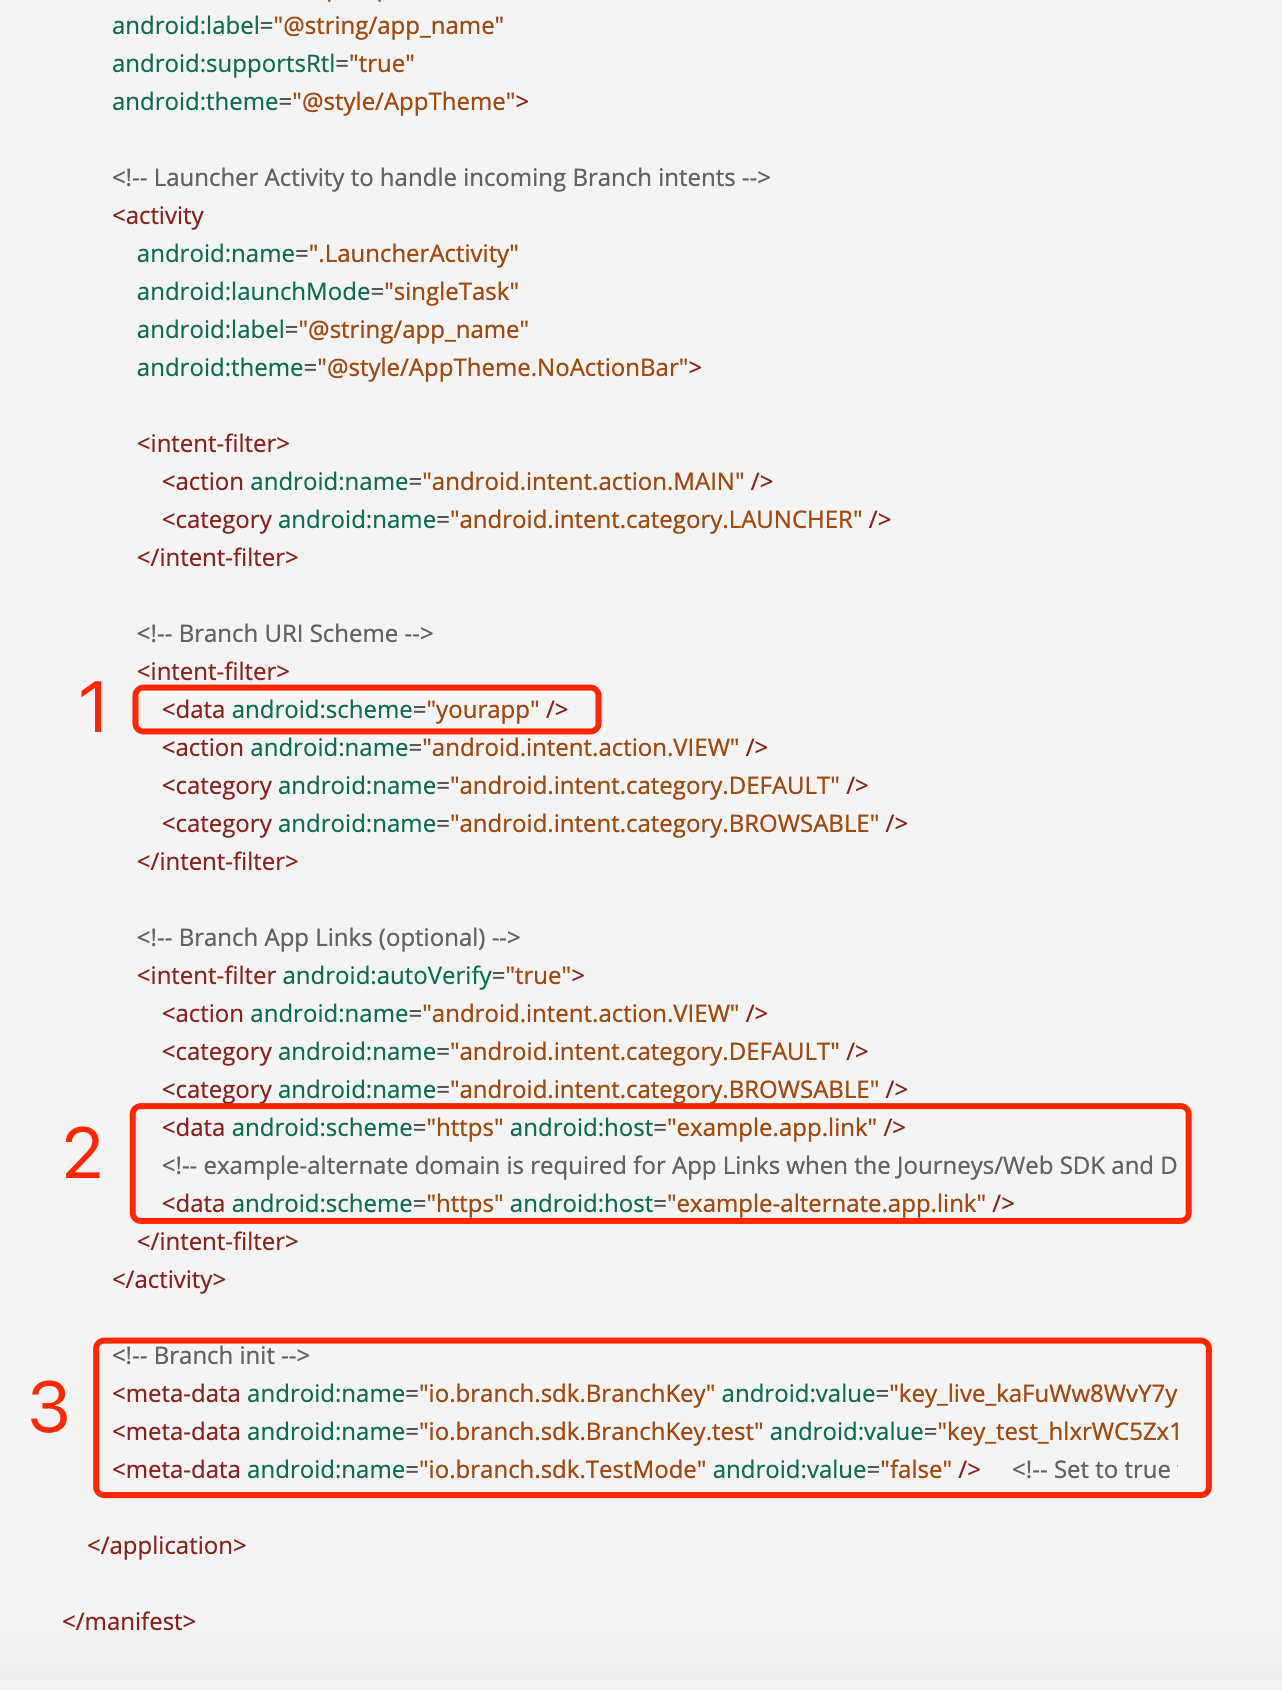 android:label="@string/app_name"
android:supportsRtl="true"
android:theme="@style/AppTheme">
<!-- Launcher Activity to handle incoming Branch intents -->
<activity
android:name=".LauncherActivity"
android:launchMode="singleTask"
android:label="@string/app_name"
android:theme="@style/AppTheme.NoActionBar">
<intent-filter>
<action android:name="android.intent.action.MAIN" />
<category android:name="android.intent.category.LAUNCHER" />
</intent-filter>
<!-- Branch URI Scheme -->
<intent-filter>
1 <data android:scheme="yourapp" />
<action android:name="android.intent.action.VIEW" />
<category android:name="android.intent.category.DEFAULT" />
<category android:name="android.intent.category.BROWSABLE" />
</intent-filter>
<!-- Branch App Links (optional) -->
<intent-filter android:autoVerify="true">
<action android:name="android.intent.action.VIEW" />
<category android:name="android.intent.category.DEFAULT" />
<category android:name="android.intent.category.BROWSABLE" />
<data android:scheme="https" android:host="example.app.link" />
2 <!-- example-alternate domain is required for App Links when the Journeys/Web SDK and D
<data android:scheme="https" android:host="example-alternate.app.link" />
</intent-filter>
</activity>
<!-- Branch init -->
3 <meta-data android:name="io.branch.sdk.BranchKey" android:value="key_live_kaFuWw8WvY7y
<meta-data android:name="io.branch.sdk.BranchKey.test" android:value="key_test_hlxrWC5Zx1
<meta-data android:name="io.branch.sdk.TestMode" android:value="false" /> <!-- Set to true
</application>
</manifest>